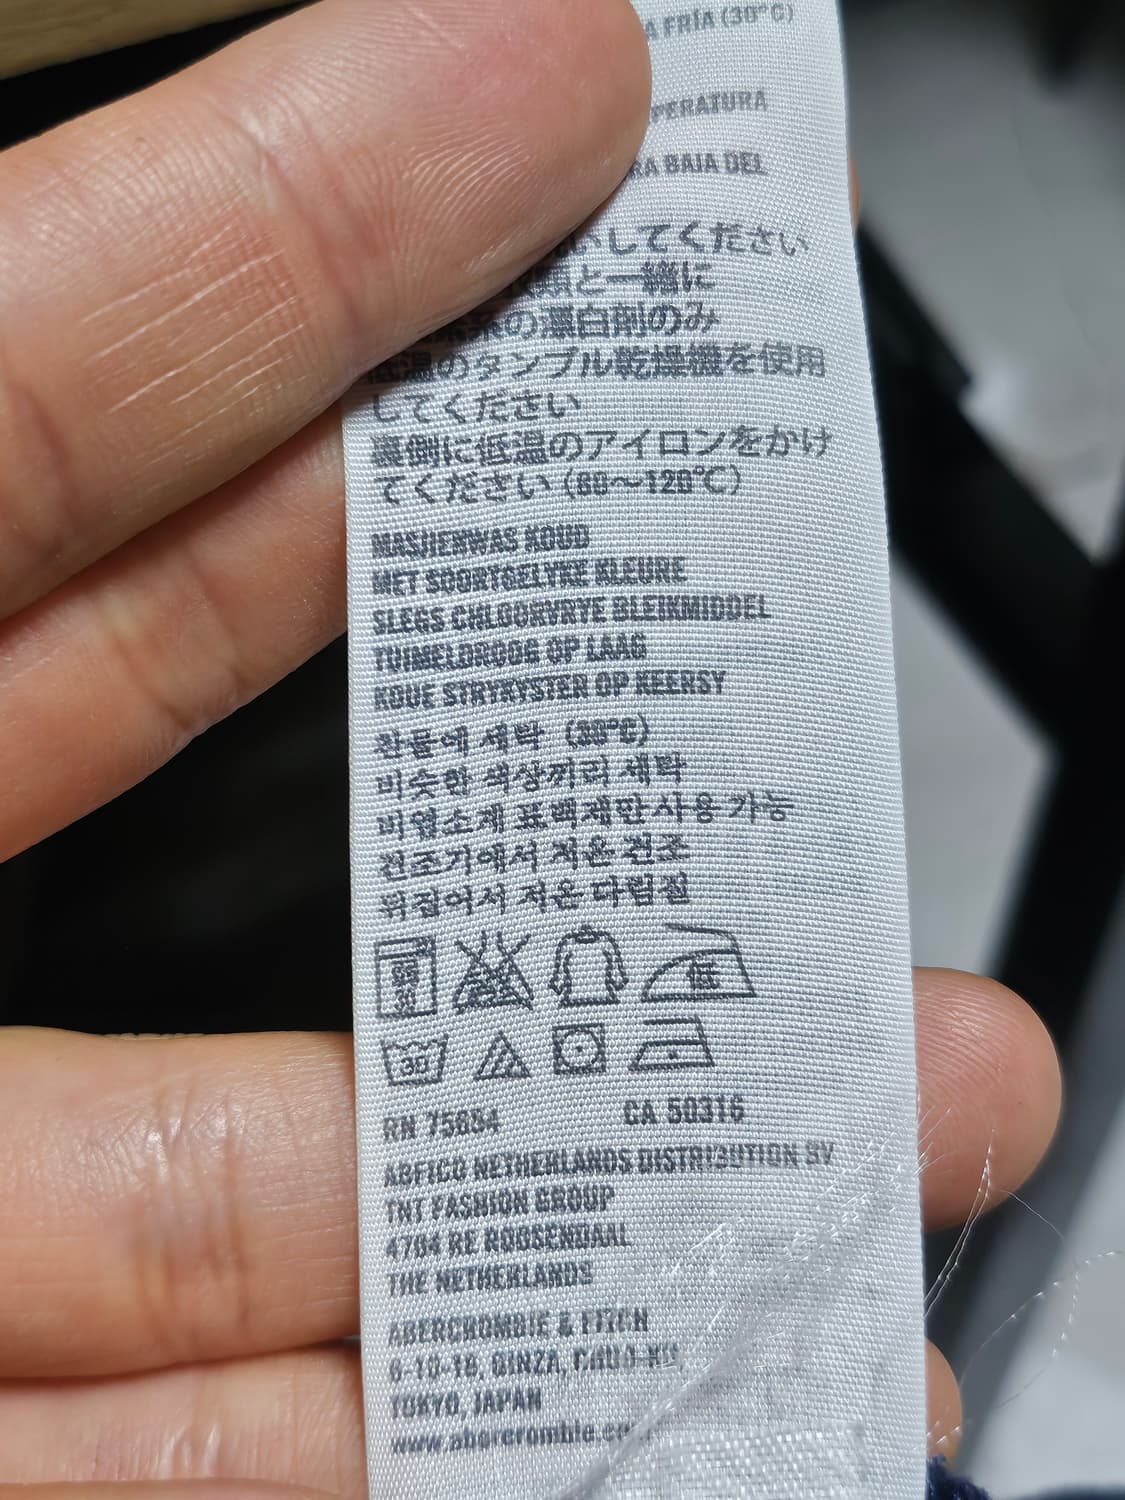 A FRÍA (30°C)
PERATURA
RA BAJA DEL
いしてください
類と一緒に
系の漂白剤のみ
低温のタンブル乾燥機を使用
してください
裏側に低温のアイロンをかけ
てください (80～120℃)
MASJIENWAS KOUD
MET SOORTGELYKE KLEURE
SLEGS CHLOORVRYE BLEIKMIDDEL
TUIMELDROOG OP LAAG
KOUE STRYKYSTER OP KEERSY
찬물에 세탁 (30°C)
비슷한 색상끼리 세탁
비염소제 표백제만 사용 가능
건조기에서 저온 건조
뒤집어서 저온 다림질
30 低
30
RN 75654 CA 50316
ABFICO NETHERLANDS DISTRIBUTION BV
TNT FASHION GROUP
4704 RE ROOSENDAAL
THE NETHERLANDS
ABERCROMBIE & FITCH
6-10-16, GINZA, CHUO-KU,
TOKYO, JAPAN
www.abercrombie.com